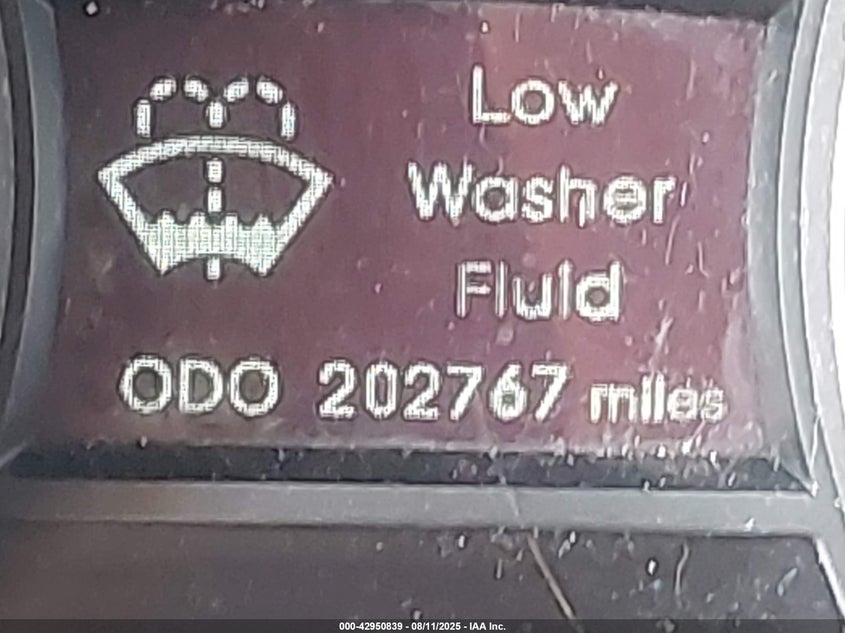 Low
Washer
Fluid
ODO 202767 miles
000-42950839 - 08/11/2025 - IAA Inc.